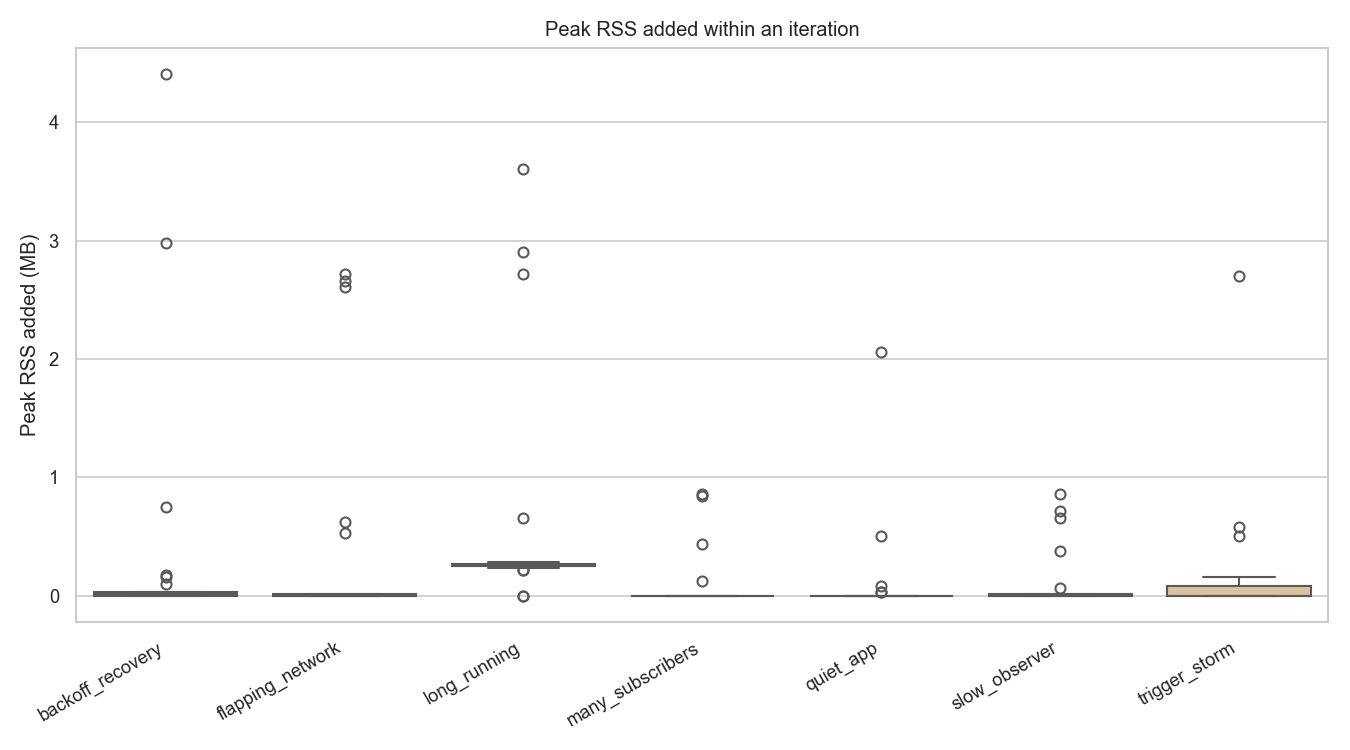 Peak RSS added within an iteration
Peak RSS added (MB)
4
3
2
1
0
backoff_recovery
flapping_network
long_running
many_subscribers
quiet_app
slow_observer
trigger_storm